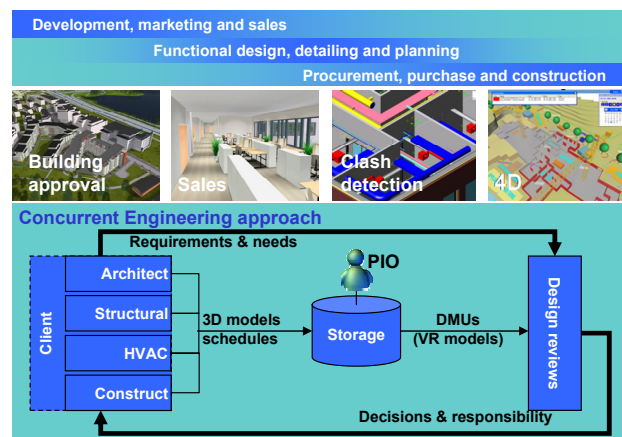 Development, marketing and sales
Functional design, detailing and planning
Procurement, purchase and construction
Building
approval
Sales
Clash
detection
4D
Concurrent Engineering approach
Requirements & needs
PIO
Client
Architect
Structural
HVAC
Construct
3D models
schedules
Storage
DMUs
(VR models)
Design reviews
Decisions & responsibility